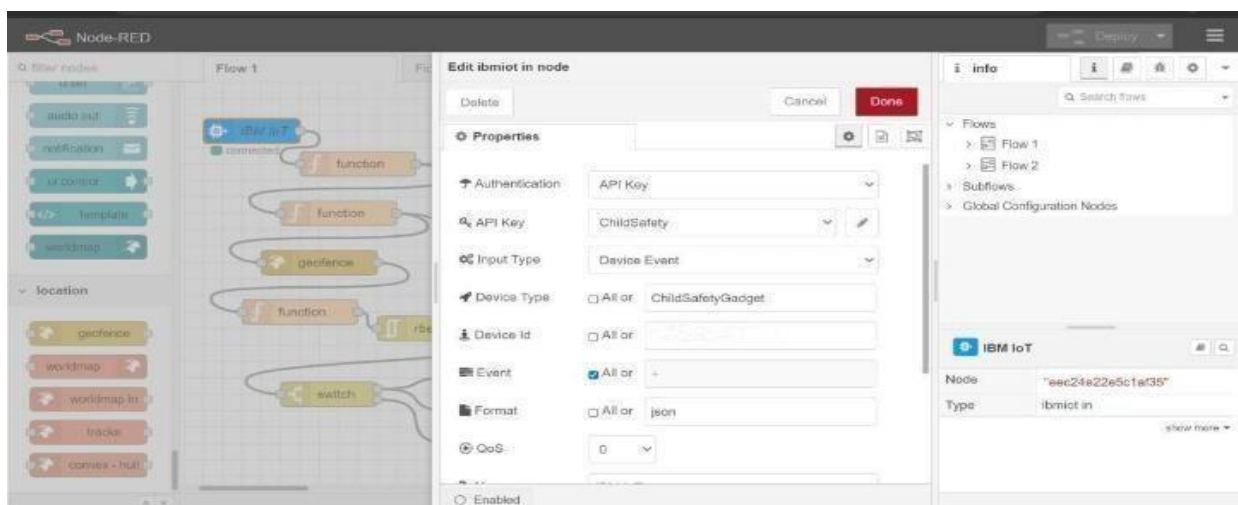 Node-RED
Deploy
filter nodes
Flow 1
audio out
notification
ui control
template
worldmap
location
geofence
worldmap
worldmap in
tracks
convex - hull
IBM IoT
connected
function
function
geofence
function
switch
Edit ibmiot in node
Delete
Cancel
Done
Properties
Authentication
API Key
API Key
ChildSafety
Input Type
Device Event
Device Type
All or
ChildSafetyGadget
Device Id
All or
Event
All or
+
Format
All or
json
QoS
0
Enabled
i info
Search flows
Flows
Flow 1
Flow 2
Subflows
Global Configuration Nodes
IBM IoT
Node
"eec24e22e5c1af35"
Type
ibmiot in
show more